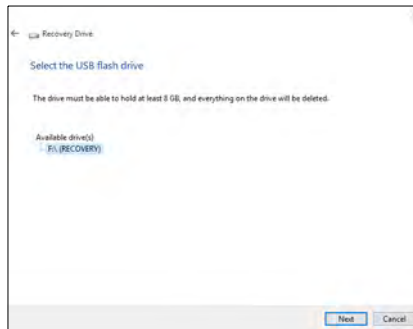 Recovery Drive
Select the USB flash drive
The drive must be able to hold at least 8 GB, and everything on the drive will be deleted.
Available drive(s)
F:\ (RECOVERY)
Next Cancel